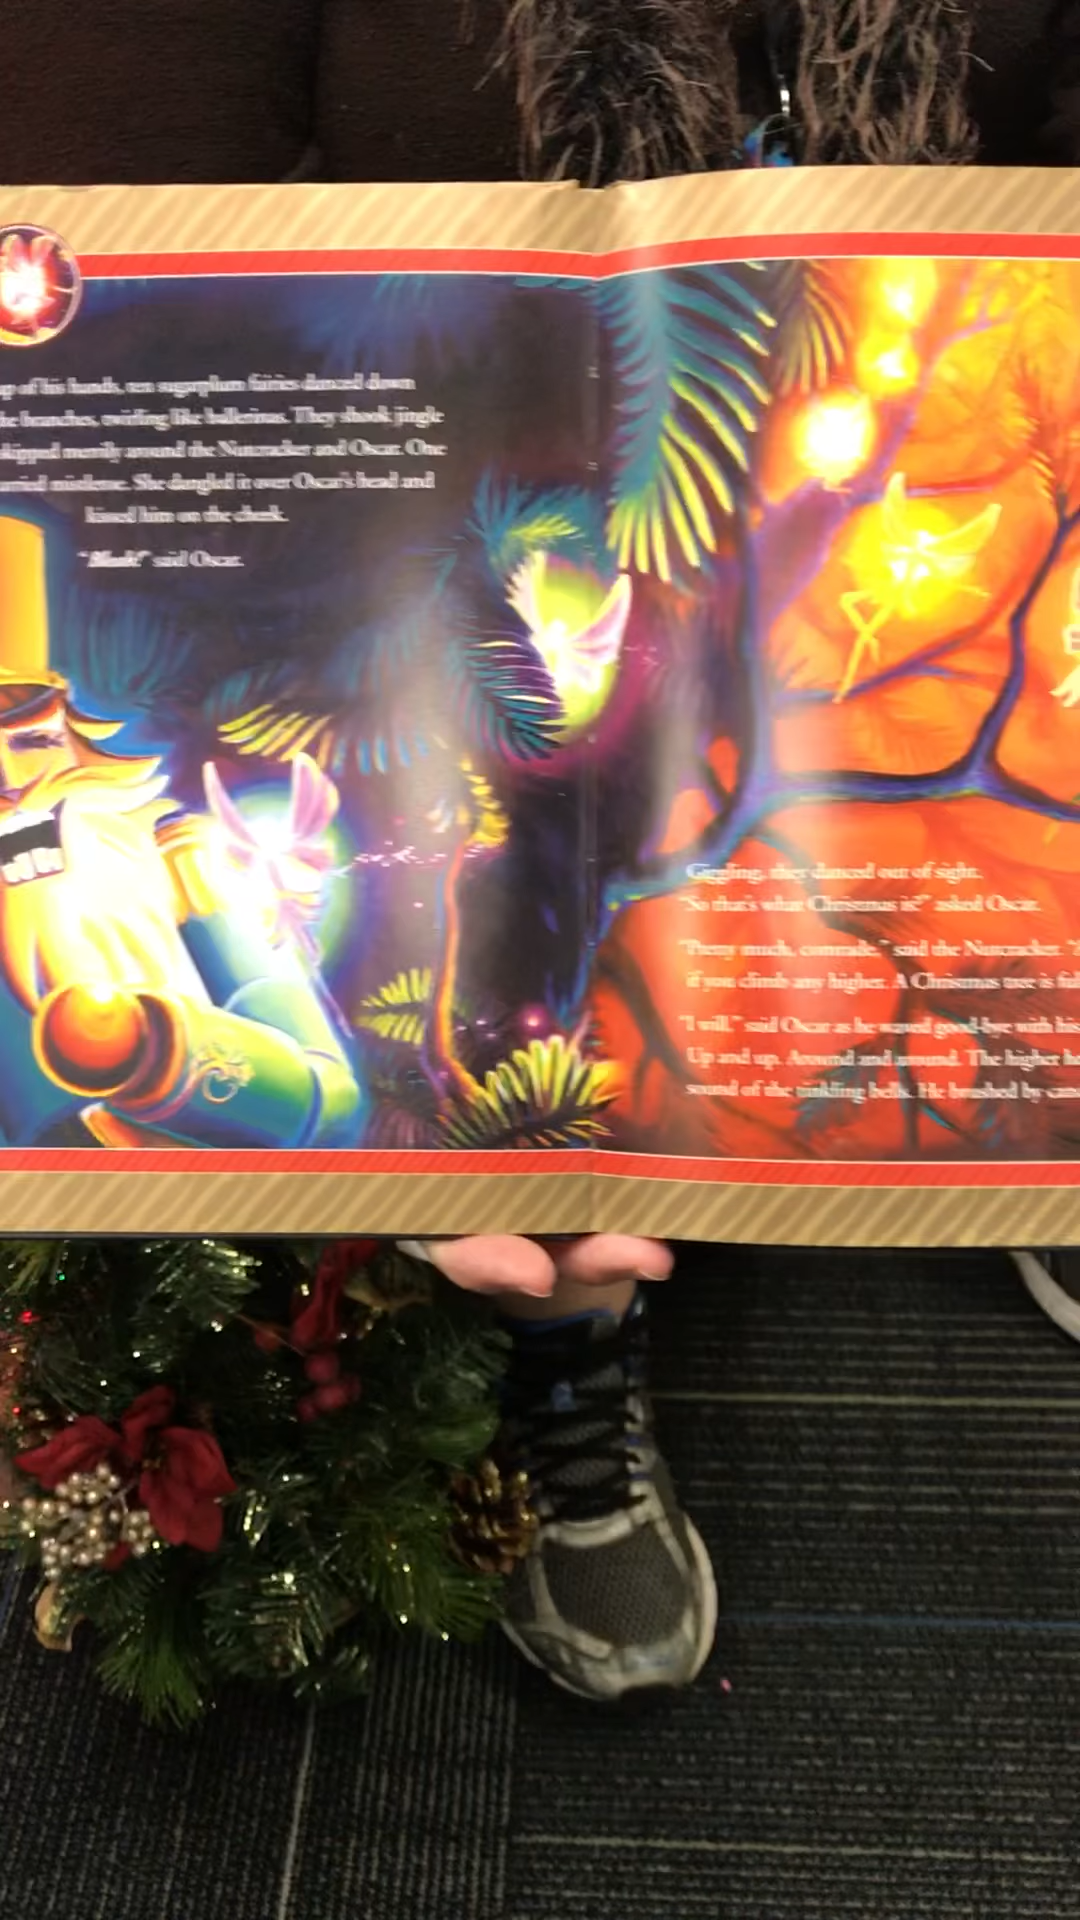 of his hands, ten sugarplum fairies danced down
branches, twirling like ballerinas. They shook jingle
skipped merrily around the Nutcracker and Oscar. One
mistletoe. She dangled it over Oscar's head and
kissed him on the cheek.
"Blech!" said Oscar.
Giggling, they danced out of sight.
"So that's what Christmas is?" asked Oscar.
"Pretty much, comrade," said the Nutcracker.
if you climb any higher. A Christmas tree is
"I will," said Oscar as he waved good-bye with his
Up and up. Around and around. The higher
sound of the tinkling bells. He brushed by